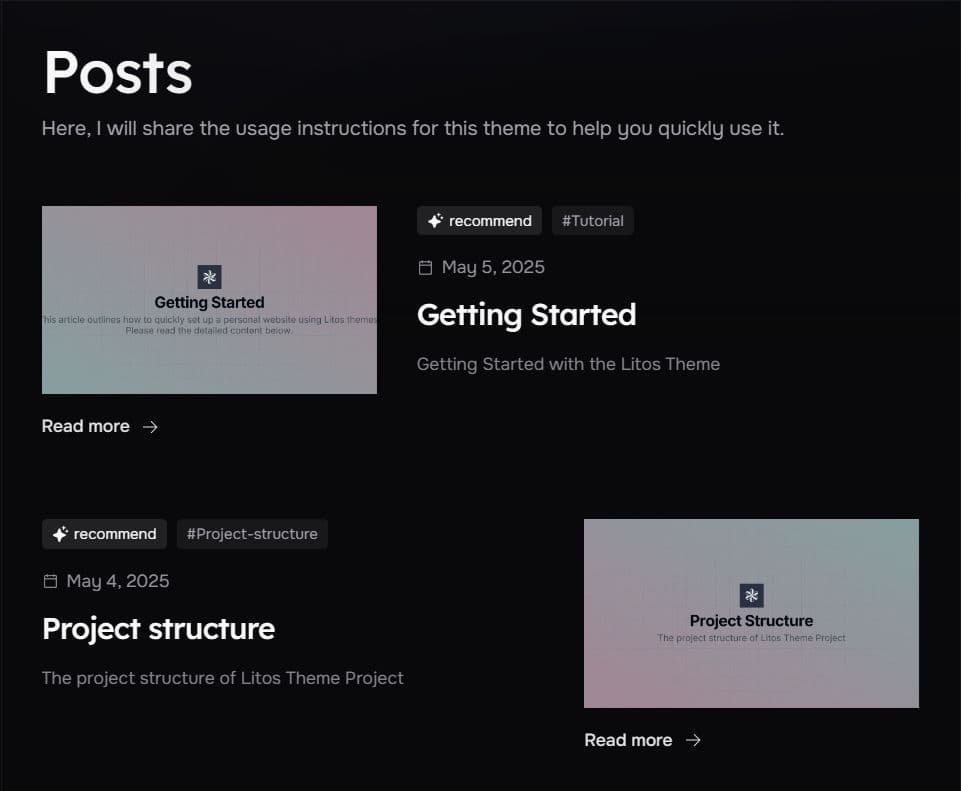 Posts
Here, I will share the usage instructions for this theme to help you quickly use it.
Getting Started
This article outlines how to quickly set up a personal website using Litos themes
Please read the detailed content below.
Read more
recommend
#Tutorial
May 5, 2025
Getting Started
Getting Started with the Litos Theme
recommend
#Project-structure
May 4, 2025
Project structure
The project structure of Litos Theme Project
Project Structure
The project structure of Litos Theme Project
Read more